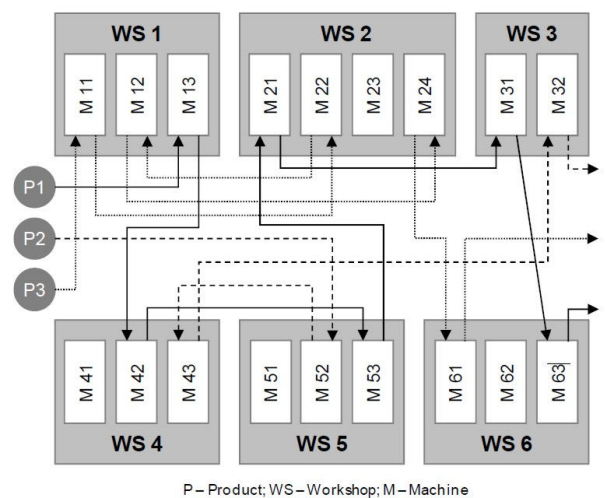 WS 1
WS 2
WS 3
M 11
M 12
M 13
M 21
M 22
M 23
M 24
M 31
M 32
P1
P2
P3
M 41
M 42
M 43
M 51
M 52
M 53
M 61
M 62
M 63
WS 4
WS 5
WS 6
P – Product; WS – Workshop; M – Machine